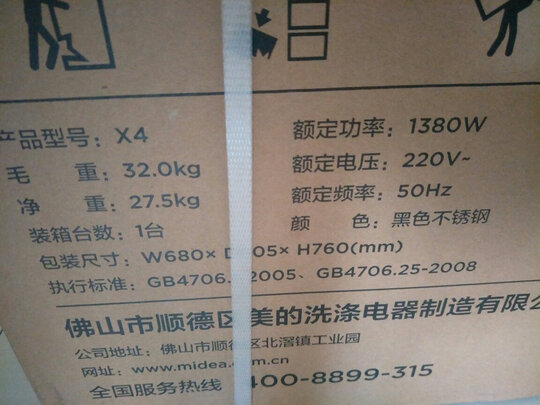 产品型号：X4
毛 重：32.0kg
净 重：27.5kg
装箱台数：1台
额定功率：1380W
额定电压：220V~
额定频率：50Hz
颜 色：黑色不锈钢
包装尺寸：W680× 05× H760(mm)
执行标准：GB4706. 2005、GB4706.25-2008
佛山市顺德区美的洗涤电器制造有限
公司地址：佛山市顺德区北滘镇工业园
网址：www.midea.com.cn
全国服务热线 400-8899-315